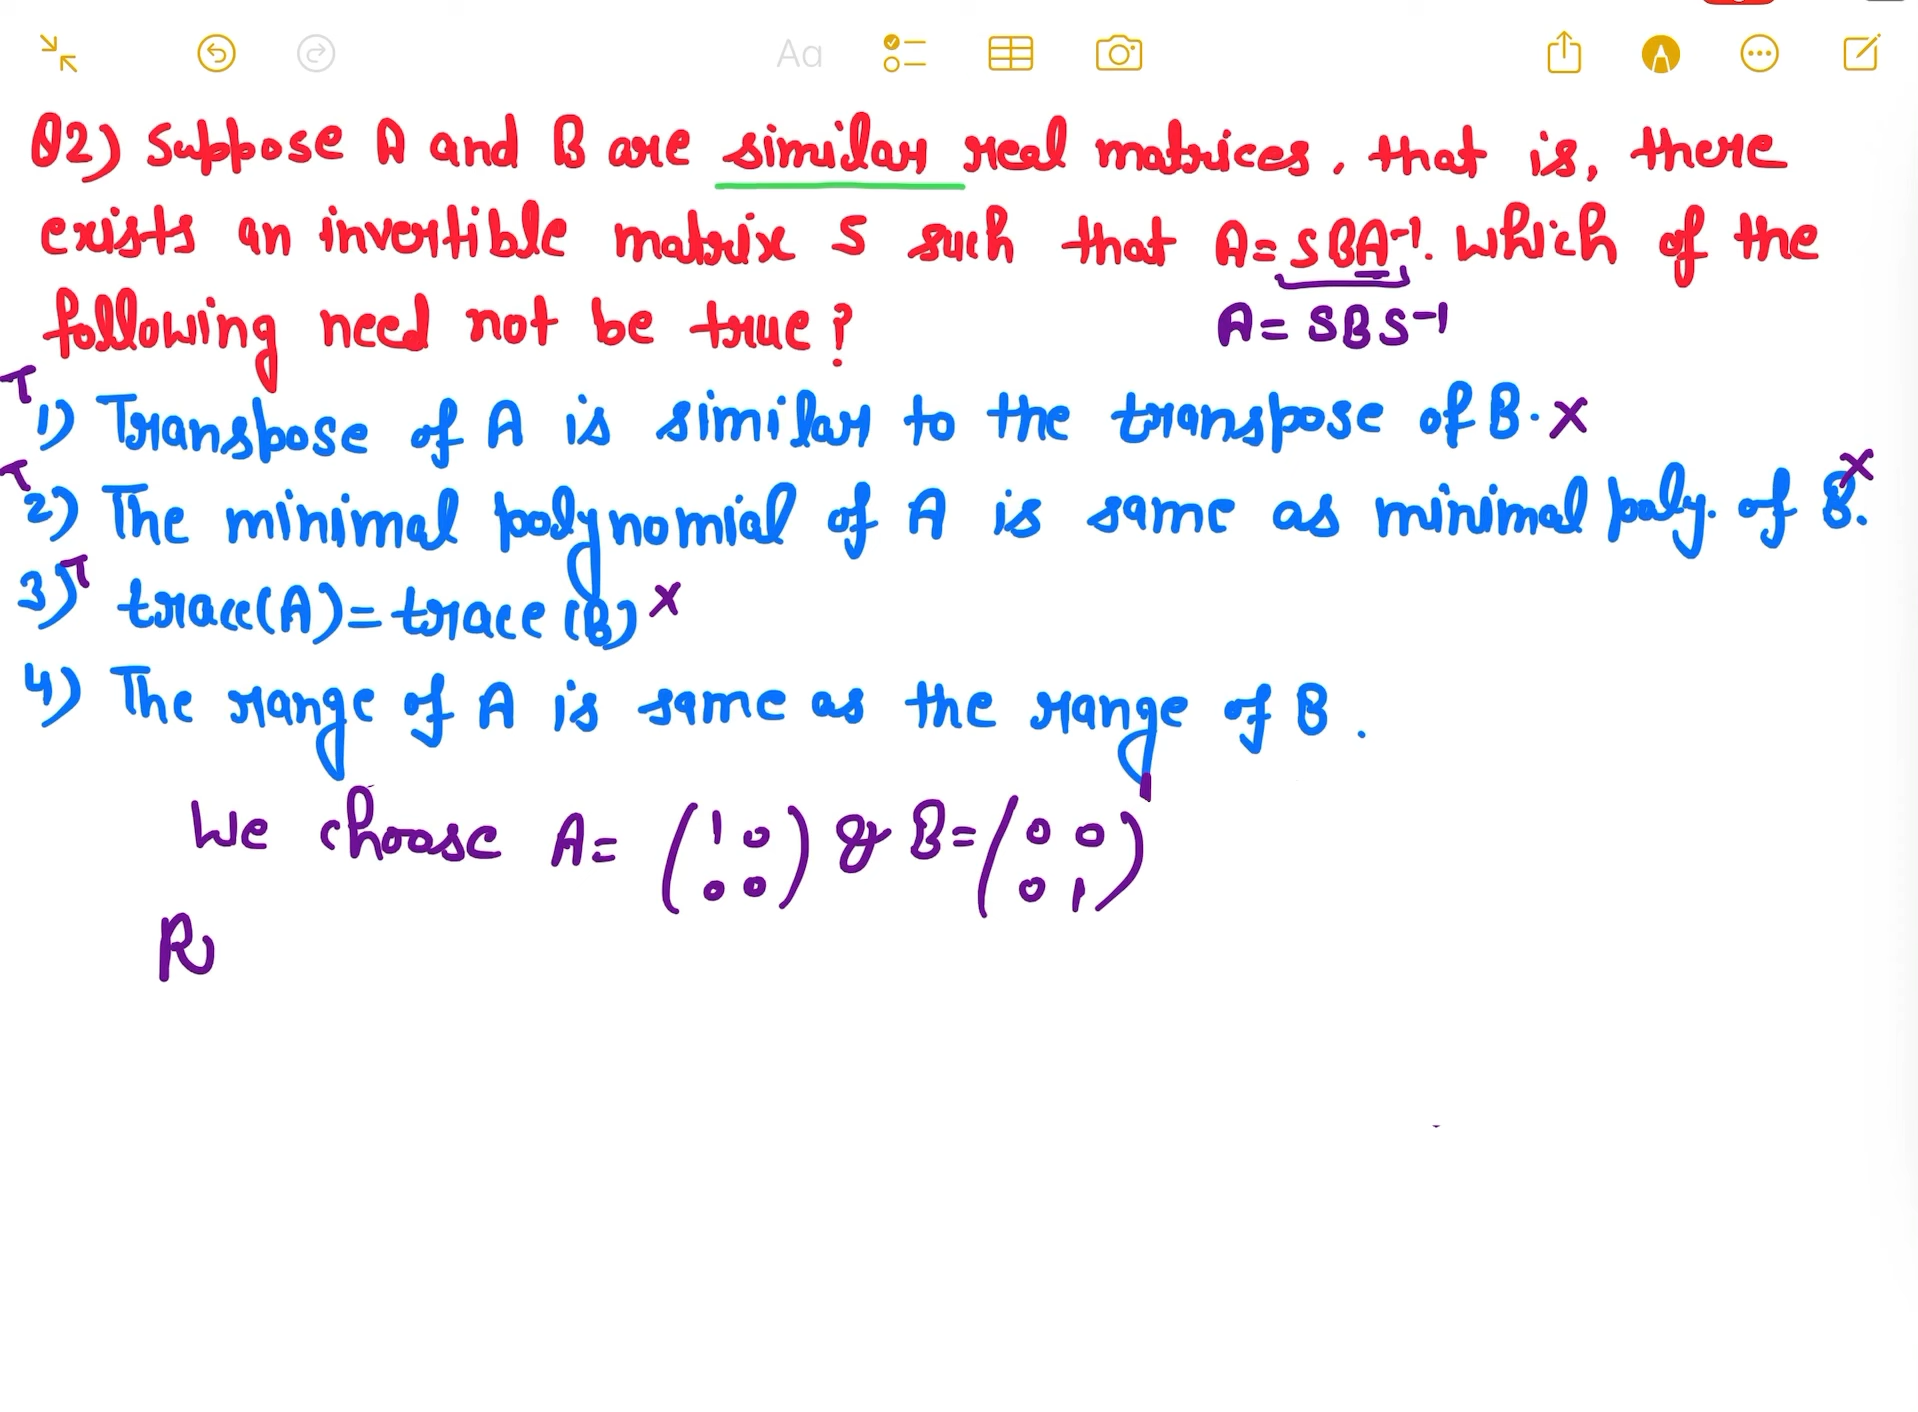 Aa
Q2) Suppose A and B are similar real matrices, that is, there
exists an invertible matrix S such that A=SBA⁻¹. which of the
following need not be true?
A=SBS⁻¹
T
1) Transpose of A is similar to the transpose of B. x
T
2) The minimal polynomial of A is same as minimal poly. of B. x
3) T trace(A)=trace(B) x
4) The range of A is same as the range of B.
We choose A= (1 0
0 0) & B= (0 0
0 1)
R